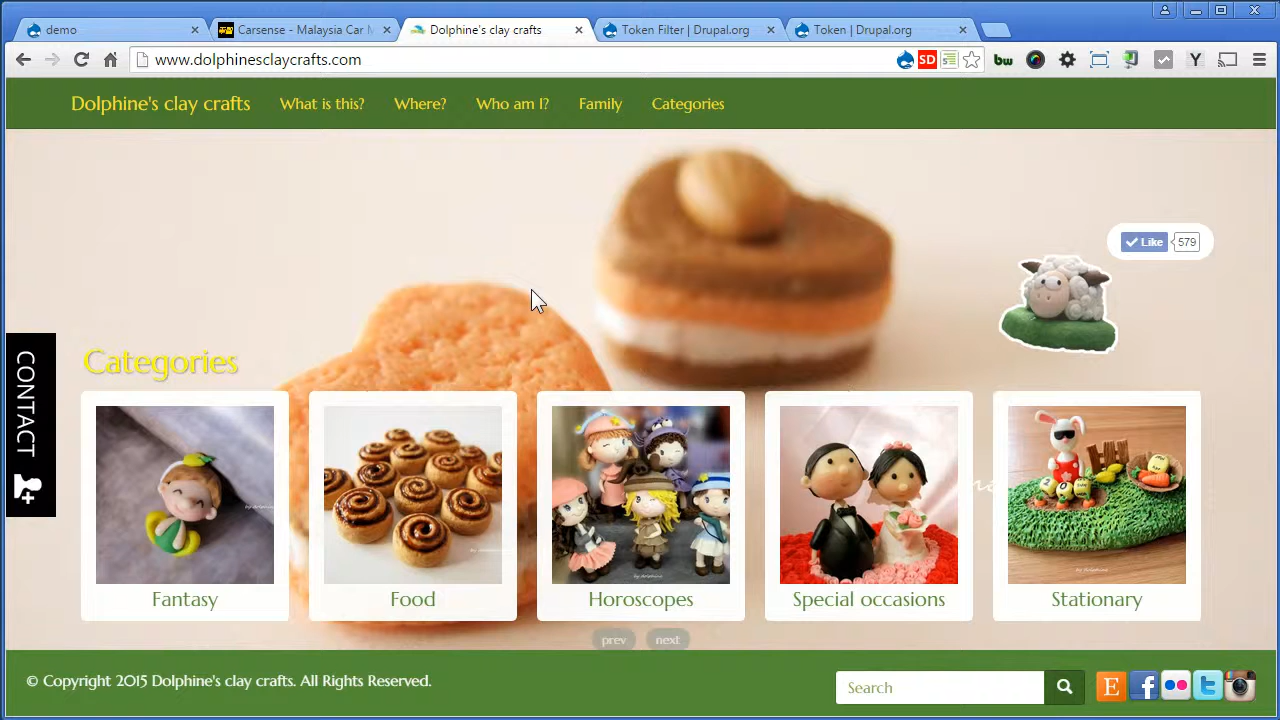 demo
Carsense - Malaysia Car M
Dolphine's clay crafts
Token Filter | Drupal.org
Token | Drupal.org
www.dolphineclaycrafts.com
SD
bw
Y
Dolphine's clay crafts
What is this?
Where?
Who am I?
Family
Categories
Like
579
CONTACT
Categories
Fantasy
Food
Horoscopes
Special occasions
Stationary
prev
next
© Copyright 2015 Dolphine's clay crafts. All Rights Reserved.
Search
E